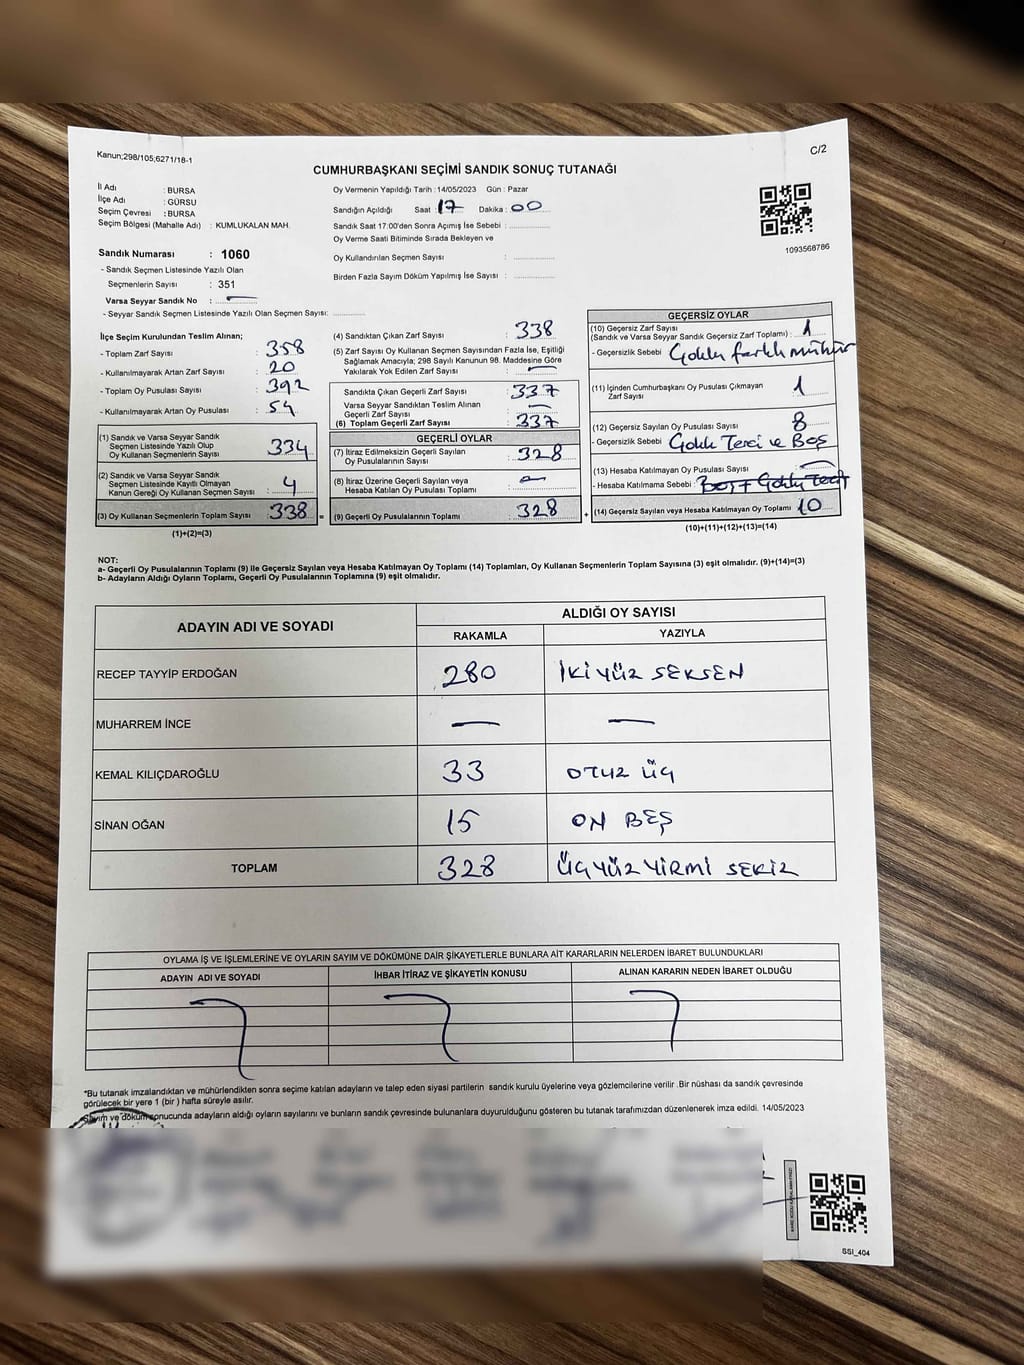 Kanun;298/105;6271/18-1
C/2
CUMHURBAŞKANI SEÇİMİ SANDIK SONUÇ TUTANAĞI
İl Adı : BURSA
İlçe Adı : GÜRSU
Seçim Çevresi : BURSA
Seçim Bölgesi (Mahalle Adı) : KUMLUKALAN MAH.
Oy Vermenin Yapıldığı Tarih :14/05/2023 Gün : Pazar
Sandığın Açıldığı Saat : 17 Dakika : 00
Sandık Saat 17:00'den Sonra Açımış İse Sebebi :
Oy Verme Saati Bitiminde Sırada Bekleyen ve
Oy Kullandırılan Seçmen Sayısı :
Birden Fazla Sayım Döküm Yapılmış İse Sayısı :
1093568786
Sandık Numarası : 1060
- Sandık Seçmen Listesinde Yazılı Olan
Seçmenlerin Sayısı : 351
Varsa Seyyar Sandık No : —
- Seyyar Sandık Seçmen Listesinde Yazılı Olan Seçmen Sayısı:
İlçe Seçim Kurulundan Teslim Alınan;
- Toplam Zarf Sayısı : 358
- Kullanılmayarak Artan Zarf Sayısı : 20
- Toplam Oy Pusulası Sayısı : 392
- Kullanılmayarak Artan Oy Pusulası : 54
(1) Sandık ve Varsa Seyyar Sandık
Seçmen Listesinde Yazılı Olup
Oy Kullanan Seçmenlerin Sayısı : 334
(2) Sandık ve Varsa Seyyar Sandık
Seçmen Listesinde Kayıtlı Olmayan
Kanun Gereği Oy Kullanan Seçmen Sayısı : 4
(3) Oy Kullanan Seçmenlerin Toplam Sayısı : 338 =
(1)+(2)=(3)
(4) Sandıktan Çıkan Zarf Sayısı : 338
(5) Zarf Sayısı Oy Kullanan Seçmen Sayısından Fazla İse, Eşitliği
Sağlamak Amacıyla; 298 Sayılı Kanunun 98. Maddesine Göre
Yakılarak Yok Edilen Zarf Sayısı : —
Sandıkta Çıkan Geçerli Zarf Sayısı : 337
Varsa Seyyar Sandıktan Teslim Alınan
Geçerli Zarf Sayısı : —
(6) Toplam Geçerli Zarf Sayısı : 337
GEÇERLİ OYLAR
(7) İtiraz Edilmeksizin Geçerli Sayılan
Oy Pusulalarının Sayısı : 328
(8) İtiraz Üzerine Geçerli Sayılan veya
Hesaba Katılan Oy Pusulası Toplamı : —
(9) Geçerli Oy Pusulalarının Toplamı : 328 +
GEÇERSİZ OYLAR
(10) Geçersiz Zarf Sayısı
(Sandık ve Varsa Seyyar Sandık Geçersiz Zarf Toplamı) : 1
- Geçersizlik Sebebi : farklı mühür
(11) İçinden Cumhurbaşkanı Oy Pusulası Çıkmayan
Zarf Sayısı : 1
(12) Geçersiz Sayılan Oy Pusulası Sayısı : 8
- Geçersizlik Sebebi : ve Boş
(13) Hesaba Katılmayan Oy Pusulası Sayısı : —
- Hesaba Katılmama Sebebi :
(14) Geçersiz Sayılan veya Hesaba Katılmayan Oy Toplamı : 10
(10)+(11)+(12)+(13)=(14)
NOT:
a- Geçerli Oy Pusulalarının Toplamı (9) ile Geçersiz Sayılan veya Hesaba Katılmayan Oy Toplamı (14) Toplamları, Oy Kullanan Seçmenlerin Toplam Sayısına (3) eşit olmalıdır. (9)+(14)=(3)
b- Adayların Aldığı Oyların Toplamı, Geçerli Oy Pusulalarının Toplamına (9) eşit olmalıdır.
ADAYIN ADI VE SOYADI ALDIĞI OY SAYISI
RAKAMLA YAZIYLA
RECEP TAYYİP ERDOĞAN 280 İKİ YÜZ SEKSEN
MUHARREM İNCE — —
KEMAL KILIÇDAROĞLU 33 OTUZ ÜÇ
SİNAN OĞAN 15 ON BEŞ
TOPLAM 328 ÜÇ YÜZ YİRMİ SEKİZ
OYLAMA İŞ VE İŞLEMLERİNE VE OYLARIN SAYIM VE DÖKÜMÜNE DAİR ŞİKAYETLERLE BUNLARA AİT KARARLARIN NELERDEN İBARET BULUNDUKLARI
ADAYIN ADI VE SOYADI İHBAR İTİRAZ VE ŞİKAYETİN KONUSU ALINAN KARARIN NEDEN İBARET OLDUĞU
*Bu tutanak imzalandıktan ve mühürlendikten sonra seçime katılan adayların ve talep eden siyasi partilerin sandık kurulu üyelerine veya gözlemcilerine verilir .Bir nüshası da sandık çevresinde
görülecek bir yere 1 (bir ) hafta süreyle asılır.
Sayım ve döküm sonucunda adayların aldığı oyların sayılarını ve bunların sandık çevresinde bulunanlara duyurulduğunu gösteren bu tutanak tarafımızdan düzenlenerek imza edildi. 14/05/2023
SSI_404